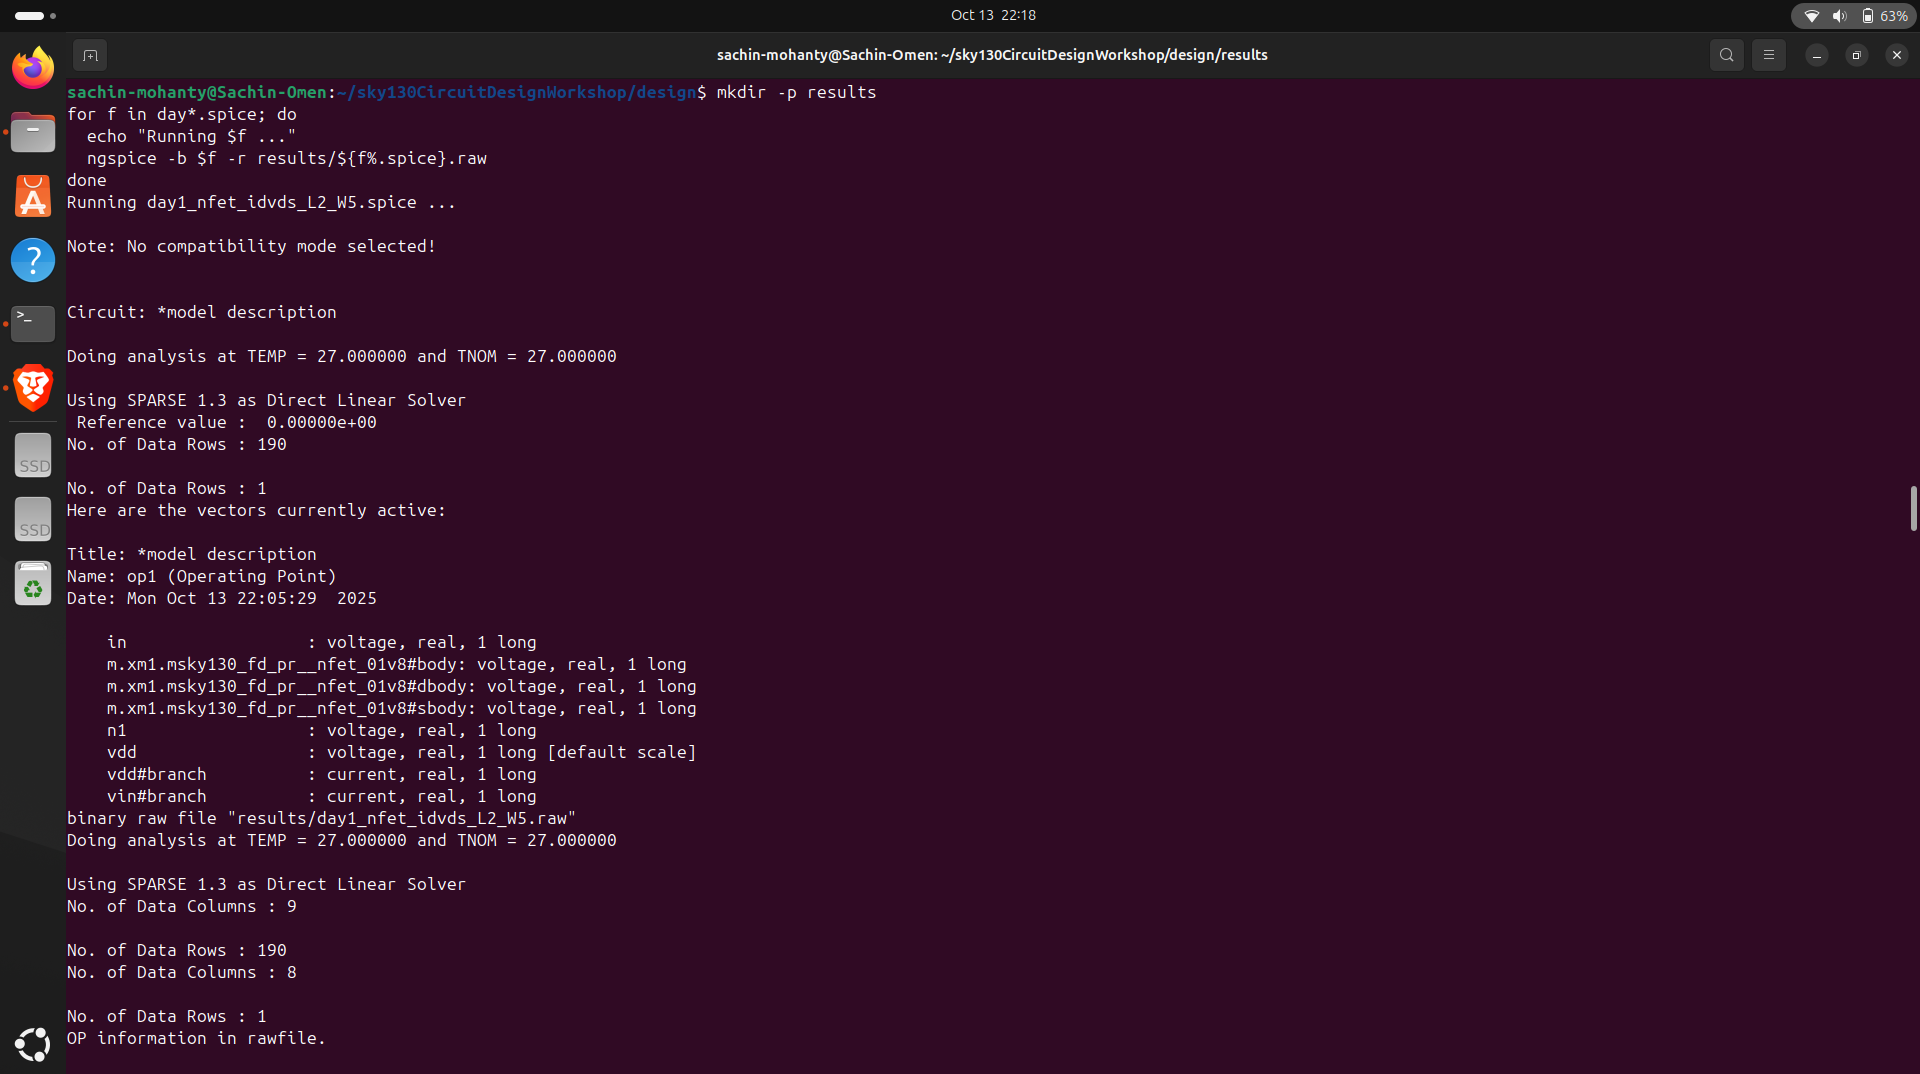 Oct 13  22:18
63%
sachin-mohanty@Sachin-Omen: ~/sky130CircuitDesignWorkshop/design/results
sachin-mohanty@Sachin-Omen:~/sky130CircuitDesignWorkshop/design$ mkdir -p results
for f in day*.spice; do
  echo "Running $f ..."
  ngspice -b $f -r results/${f%.spice}.raw
done
Running day1_nfet_idvds_L2_W5.spice ...
Note: No compatibility mode selected!
Circuit: *model description
Doing analysis at TEMP = 27.000000 and TNOM = 27.000000
Using SPARSE 1.3 as Direct Linear Solver
 Reference value :  0.00000e+00
No. of Data Rows : 190
No. of Data Rows : 1
Here are the vectors currently active:
Title: *model description
Name: op1 (Operating Point)
Date: Mon Oct 13 22:05:29  2025
    in                  : voltage, real, 1 long
    m.xm1.msky130_fd_pr__nfet_01v8#body: voltage, real, 1 long
    m.xm1.msky130_fd_pr__nfet_01v8#dbody: voltage, real, 1 long
    m.xm1.msky130_fd_pr__nfet_01v8#sbody: voltage, real, 1 long
    n1                  : voltage, real, 1 long
    vdd                 : voltage, real, 1 long [default scale]
    vdd#branch          : current, real, 1 long
    vin#branch          : current, real, 1 long
binary raw file "results/day1_nfet_idvds_L2_W5.raw"
Doing analysis at TEMP = 27.000000 and TNOM = 27.000000
Using SPARSE 1.3 as Direct Linear Solver
No. of Data Columns : 9
No. of Data Rows : 190
No. of Data Columns : 8
No. of Data Rows : 1
OP information in rawfile.
>_
SSD
SSD